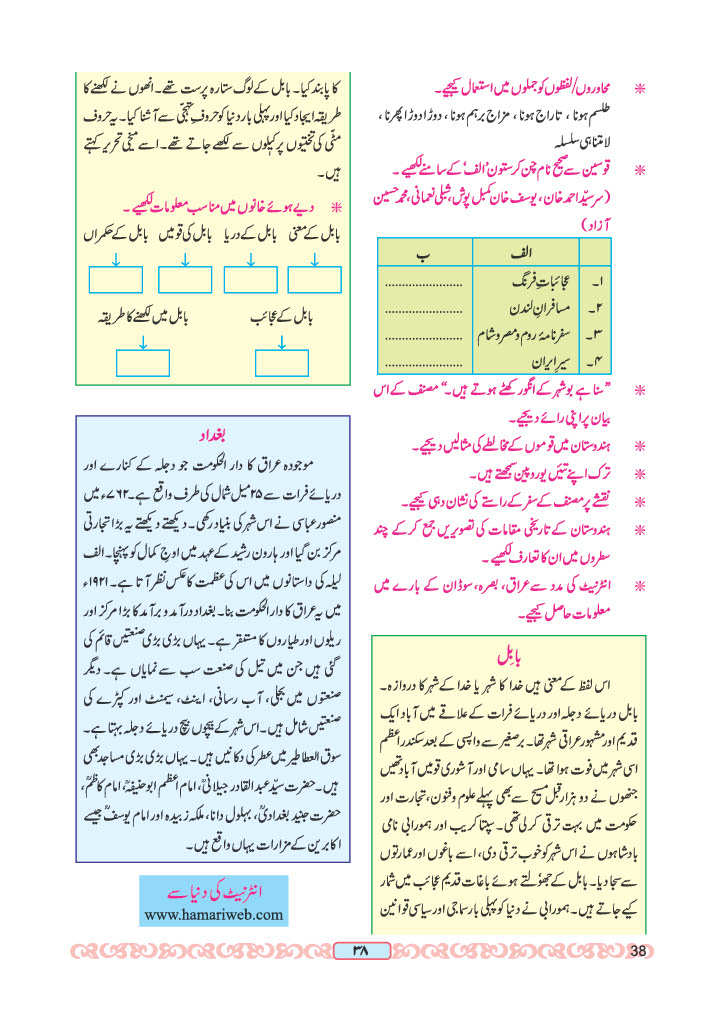 محاوروں/لفظوں کو جملوں میں استعمال کیجیے۔
طلسم ہونا ، تاراج ہونا ، مزاج برہم ہونا ، دوڑا دوڑا پھرنا ،
لا متناہی سلسلہ
قوسین سے صحیح نام چن کر ستون 'الف' کے سامنے لکھیے۔
(سر سیّد احمد خان ، یوسف خان کمبل پوش، شبلی نعمانی، محمد حسین
آزاد)
الف ب
۱۔ عجائباتِ فرنگ ......................
۲۔ مسافرانِ لندن ......................
۳۔ سفر نامۂ روم و مصر و شام ......................
۴۔ سیرِ ایران ......................
”سنا ہے بوشہر کے انگور کھٹّے ہوتے ہیں۔“ مصنف کے اس
بیان پر اپنی رائے دیجیے۔
ہندوستان میں قوموں کے مخالطے کی مثالیں دیجیے۔
ترک اپنے تئیں یوروپین سمجھتے ہیں۔
نقشے پر مصنف کے سفر کے راستے کی نشان دہی کیجیے۔
ہندوستان کے تاریخی مقامات کی تصویریں جمع کر کے چند
سطروں میں ان کا تعارف لکھیے۔
انٹرنیٹ کی مدد سے عراق، بصرہ، سوڈان کے بارے میں
معلومات حاصل کیجیے۔
بابِل
اس لفظ کے معنی ہیں خدا کا شہر یا خدا کے شہر کا دروازہ۔
بابل دریائے دجلہ اور دریائے فرات کے علاقے میں آباد ایک
قدیم اور مشہور عراقی شہر تھا۔ برصغیر سے واپسی کے بعد سکندر اعظم
اسی شہر میں فوت ہوا تھا۔ یہاں سامی اور آشوری قومیں آباد تھیں
جنھوں نے دو ہزار قبل مسیح سے بھی پہلے علوم و فنون، تجارت اور
حکومت میں بہت ترقی کرلی تھی۔ سپتا کریب اور ہمورابی نامی
بادشاہوں نے اس شہر کو خوب ترقی دی، اسے باغوں اور عمارتوں
سے سجا دیا۔ بابل کے جھولتے ہوئے باغات قدیم عجائب میں شمار
کیے جاتے ہیں۔ ہمورابی نے دنیا کو پہلی بار سماجی اور سیاسی قوانین
کا پابند کیا۔ بابل کے لوگ ستارہ پرست تھے۔ انھوں نے لکھنے کا
طریقہ ایجاد کیا اور پہلی بار دنیا کو حروفِ تہجّی سے آشنا کیا۔ یہ حروف
مٹّی کی تختیوں پر کیلوں سے لکھے جاتے تھے۔ اسے میخی تحریر کہتے
ہیں۔
دیے ہوئے خانوں میں مناسب معلومات لکھیے۔
بابل کے معنی بابل کے دریا بابل کی قومیں بابل کے حکمراں
بابل کے عجائب بابل میں لکھنے کا طریقہ
بغداد
موجودہ عراق کا دار الحکومت جو دجلہ کے کنارے اور
دریائے فرات سے ۲۵ میل شمال کی طرف واقع ہے۔ ۷۶۲ء میں
منصور عباسی نے اس شہر کی بنیاد رکھی۔ دیکھتے دیکھتے یہ بڑا تجارتی
مرکز بن گیا اور ہارون رشید کے عہد میں اوجِ کمال کو پہنچا۔ الف
لیلہ کی داستانوں میں اس کی عظمت کا عکس نظر آتا ہے۔ ۱۹۲۱ء
میں یہ عراق کا دار الحکومت بنا۔ بغداد درآمد و برآمد کا بڑا مرکز اور
ریلوں اور طیاروں کا مستقر ہے۔ یہاں بڑی بڑی صنعتیں قائم کی
گئی ہیں جن میں تیل کی صنعت سب سے نمایاں ہے۔ دیگر
صنعتوں میں بجلی، آب رسانی، اینٹ، سیمنٹ اور کپڑے کی
صنعتیں شامل ہیں۔ اس شہر کے بیچوں بیچ دریائے دجلہ بہتا ہے۔
سوق العطاطیر میں عطر کی دکانیں ہیں۔ یہاں بڑی بڑی مساجد بھی
ہیں۔ حضرت سیّد عبدالقادر جیلانیؒ، امام اعظم ابو حنیفہؒ، امام کاظمؒ،
حضرت جنید بغدادیؒ، بہلول دانا، ملکہ زبیدہ اور امام یوسفؒ جیسے
اکابرین کے مزارات یہاں واقع ہیں۔
انٹرنیٹ کی دنیا سے
www.hamariweb.com
۳۸
38